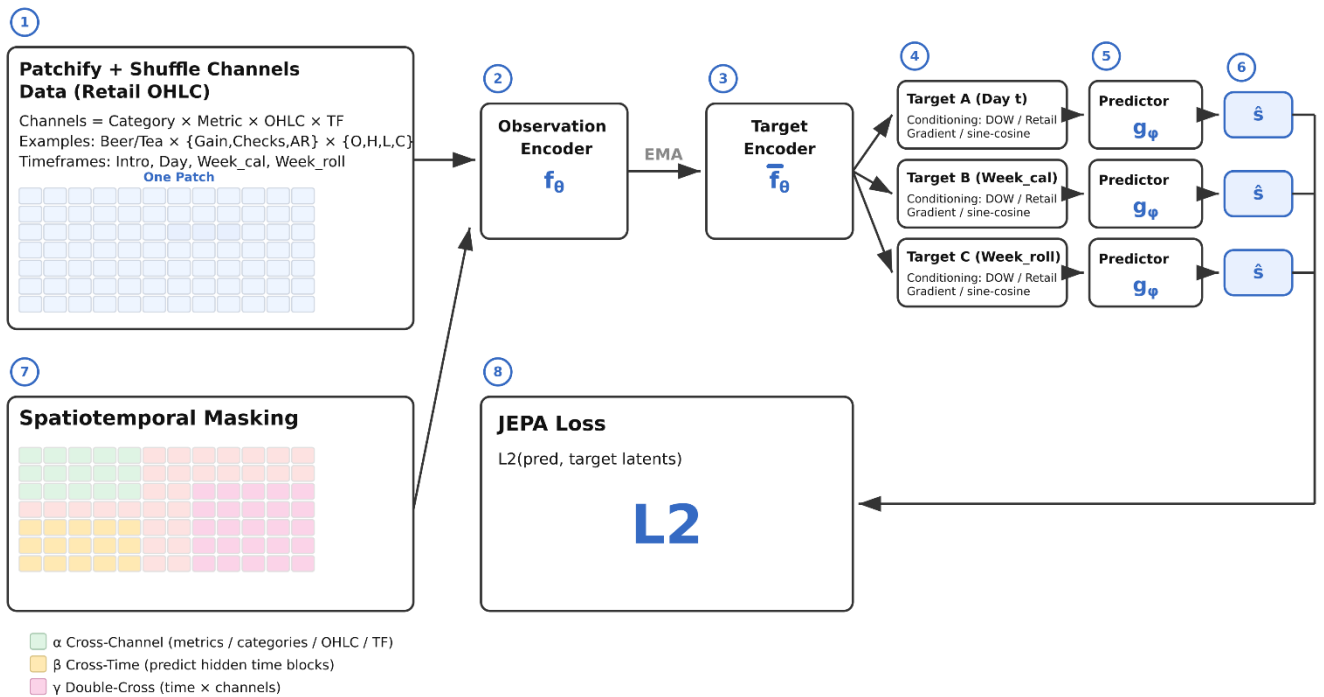 1
Patchify + Shuffle Channels
Data (Retail OHLC)
Channels = Category × Metric × OHLC × TF
Examples: Beer/Tea × {Gain,Checks,AR} × {O,H,L,C}
Timeframes: Intro, Day, Week_cal, Week_roll
One Patch
2
Observation
Encoder
fθ
EMA
3
Target
Encoder
f̅θ
4
Target A (Day t)
Conditioning: DOW / Retail
Gradient / sine-cosine
Target B (Week_cal)
Conditioning: DOW / Retail
Gradient / sine-cosine
Target C (Week_roll)
Conditioning: DOW / Retail
Gradient / sine-cosine
5
Predictor
gφ
Predictor
gφ
Predictor
gφ
6
ŝ
ŝ
ŝ
7
Spatiotemporal Masking
α Cross-Channel (metrics / categories / OHLC / TF)
β Cross-Time (predict hidden time blocks)
γ Double-Cross (time × channels)
8
JEPA Loss
L2(pred, target latents)
L2